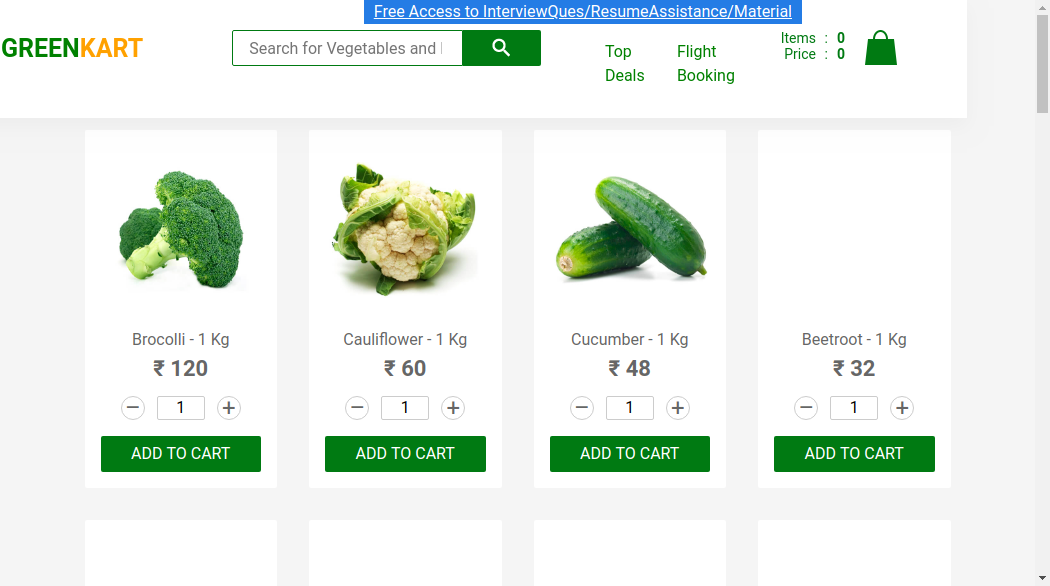 Free Access to InterviewQues/ResumeAssistance/Material
GREENKART
Search for Vegetables and
Top
Deals
Flight
Booking
Items : 0
Price : 0
Brocolli - 1 Kg
₹ 120
− 1 +
ADD TO CART
Cauliflower - 1 Kg
₹ 60
− 1 +
ADD TO CART
Cucumber - 1 Kg
₹ 48
− 1 +
ADD TO CART
Beetroot - 1 Kg
₹ 32
− 1 +
ADD TO CART